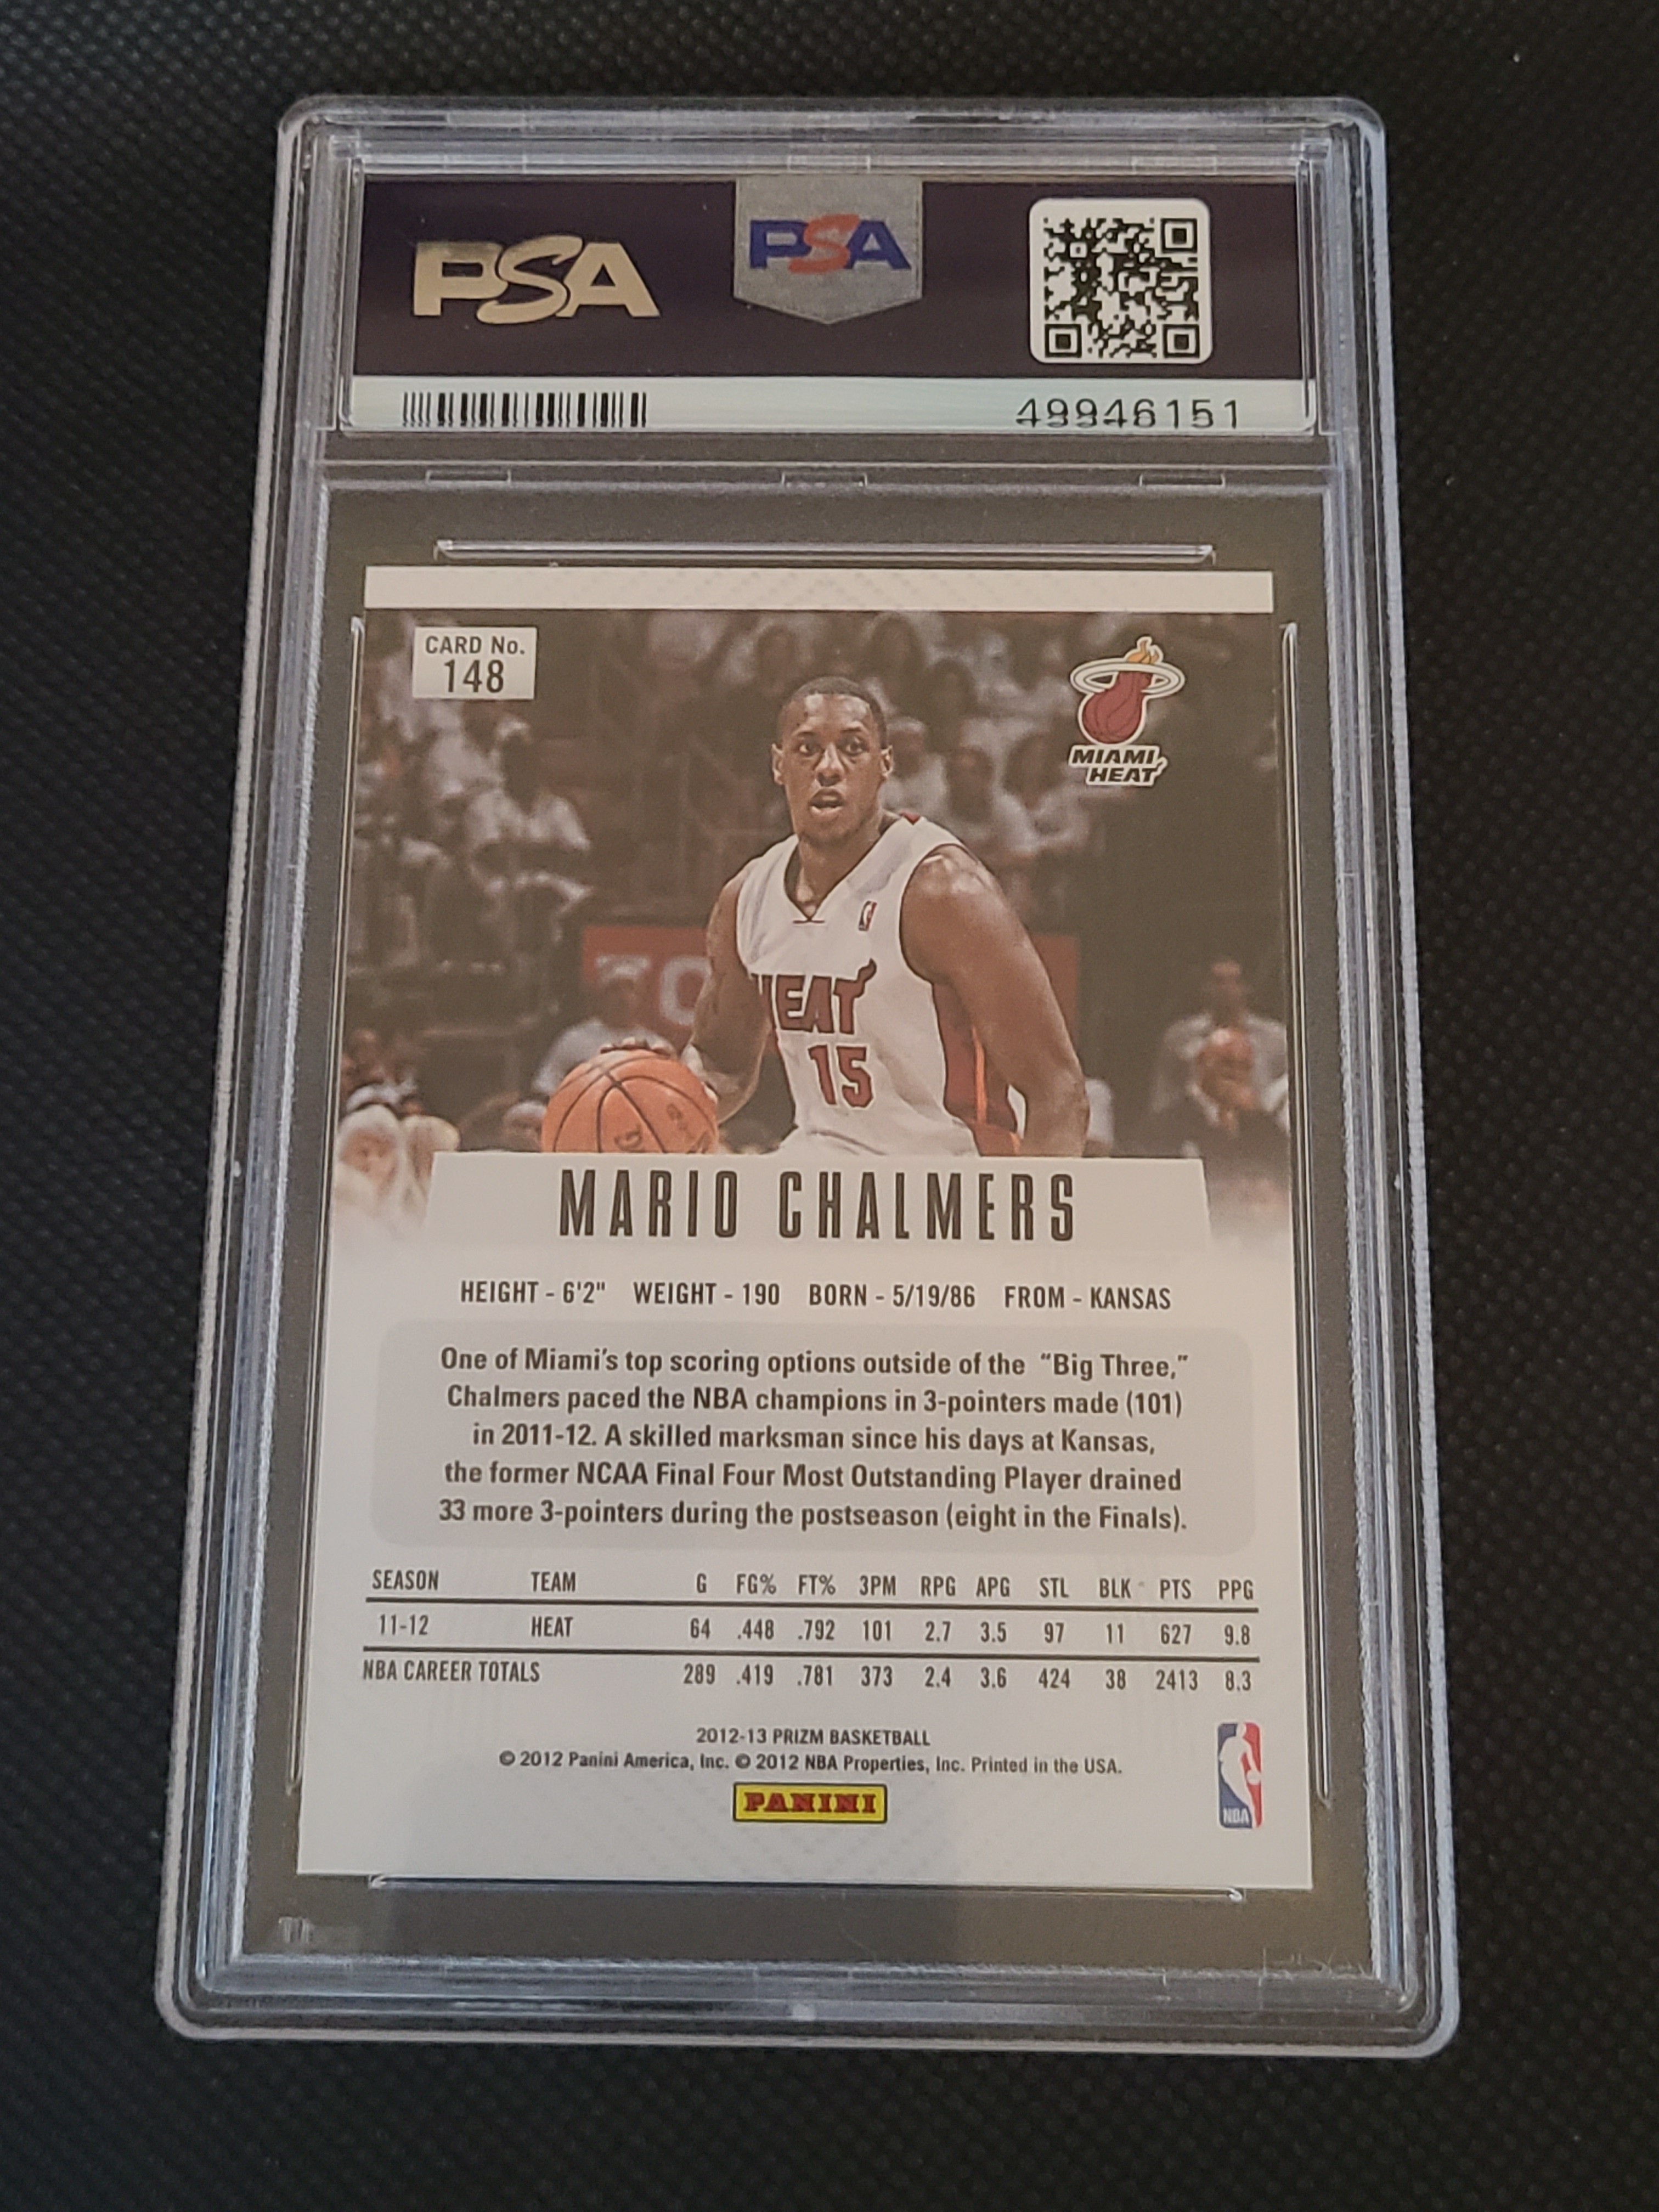 PSA
PSA
49946151
CARD No.
148
MIAMI
HEAT
HEAT
15
MARIO CHALMERS
HEIGHT - 6'2" WEIGHT - 190 BORN - 5/19/86 FROM - KANSAS
One of Miami's top scoring options outside of the “Big Three,”
Chalmers paced the NBA champions in 3-pointers made (101)
in 2011-12. A skilled marksman since his days at Kansas,
the former NCAA Final Four Most Outstanding Player drained
33 more 3-pointers during the postseason (eight in the Finals).
SEASON TEAM G FG% FT% 3PM RPG APG STL BLK PTS PPG
11-12 HEAT 64 .448 .792 101 2.7 3.5 97 11 627 9.8
NBA CAREER TOTALS 289 .419 .781 373 2.4 3.6 424 38 2413 8.3
2012-13 PRIZM BASKETBALL
© 2012 Panini America, Inc. © 2012 NBA Properties, Inc. Printed in the USA.
PANINI
NBA